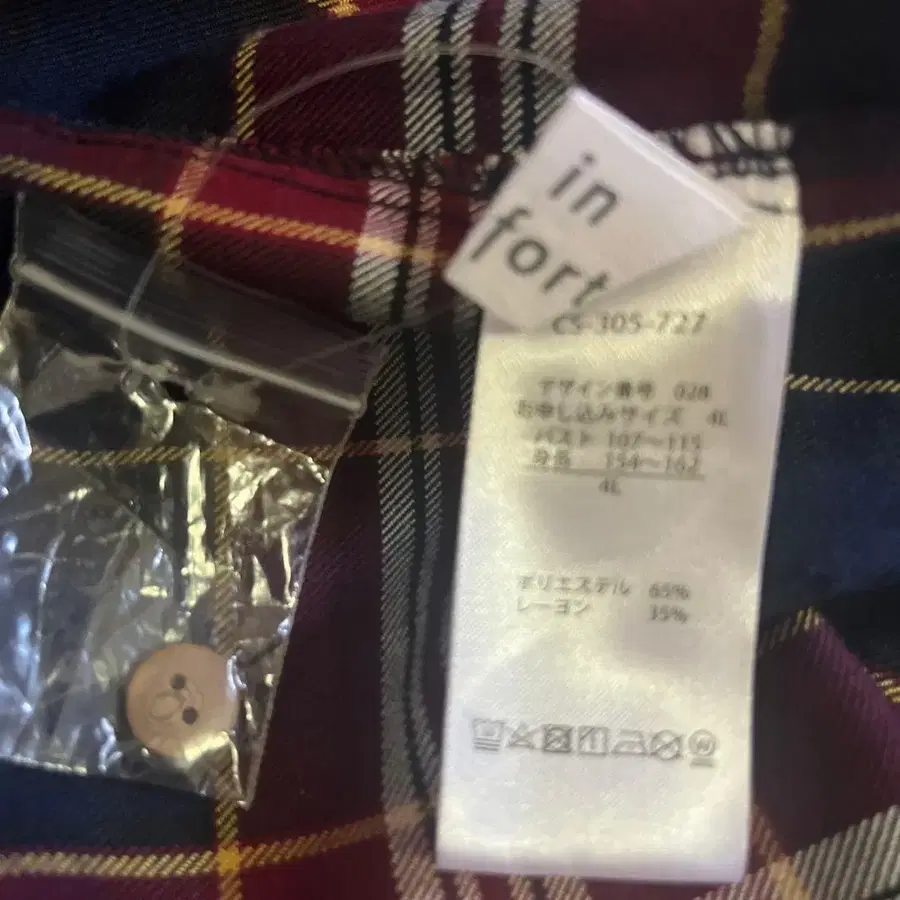 in
fort
CS-305-727
デザイン番号 028
お申し込みサイズ 4L
バスト 107〜115
身長 154〜162
4L
ポリエステル 65%
レーヨン 35%
W